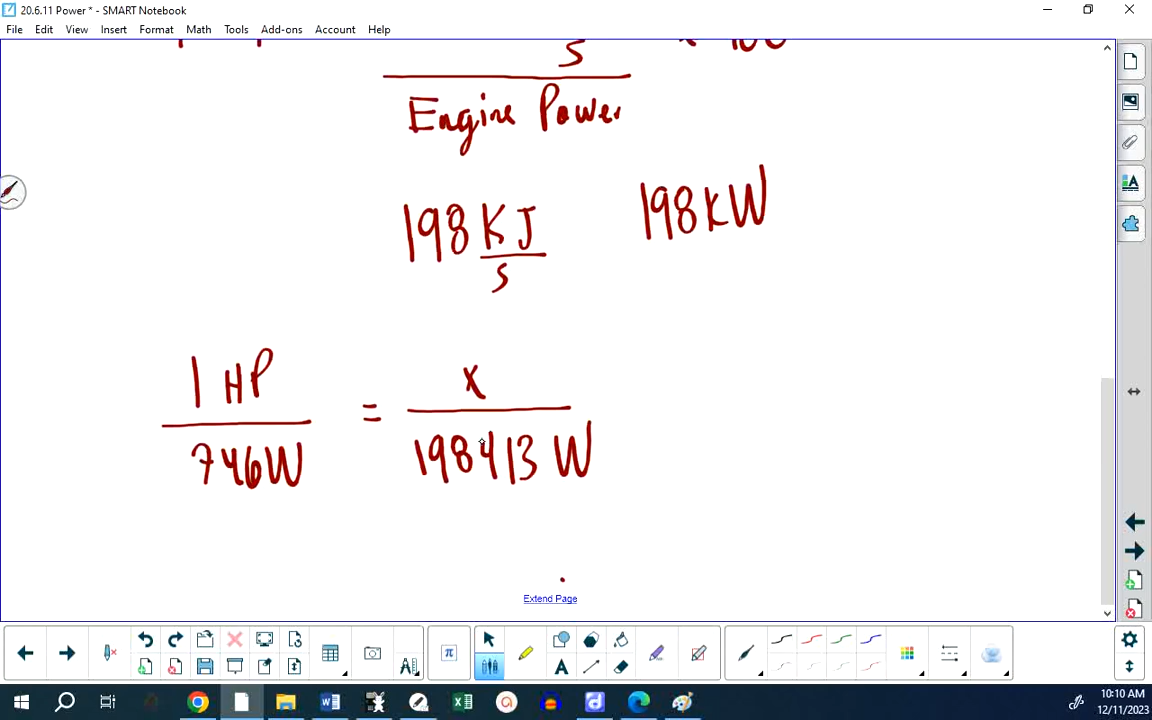 20.6.11 Power * - SMART Notebook
File Edit View Insert Format Math Tools Add-ons Account Help
S
Engine Power
198 KJ
S
198 KW
1 HP
746W
=
x
198413 W
Extend Page
10:10 AM
12/11/2023